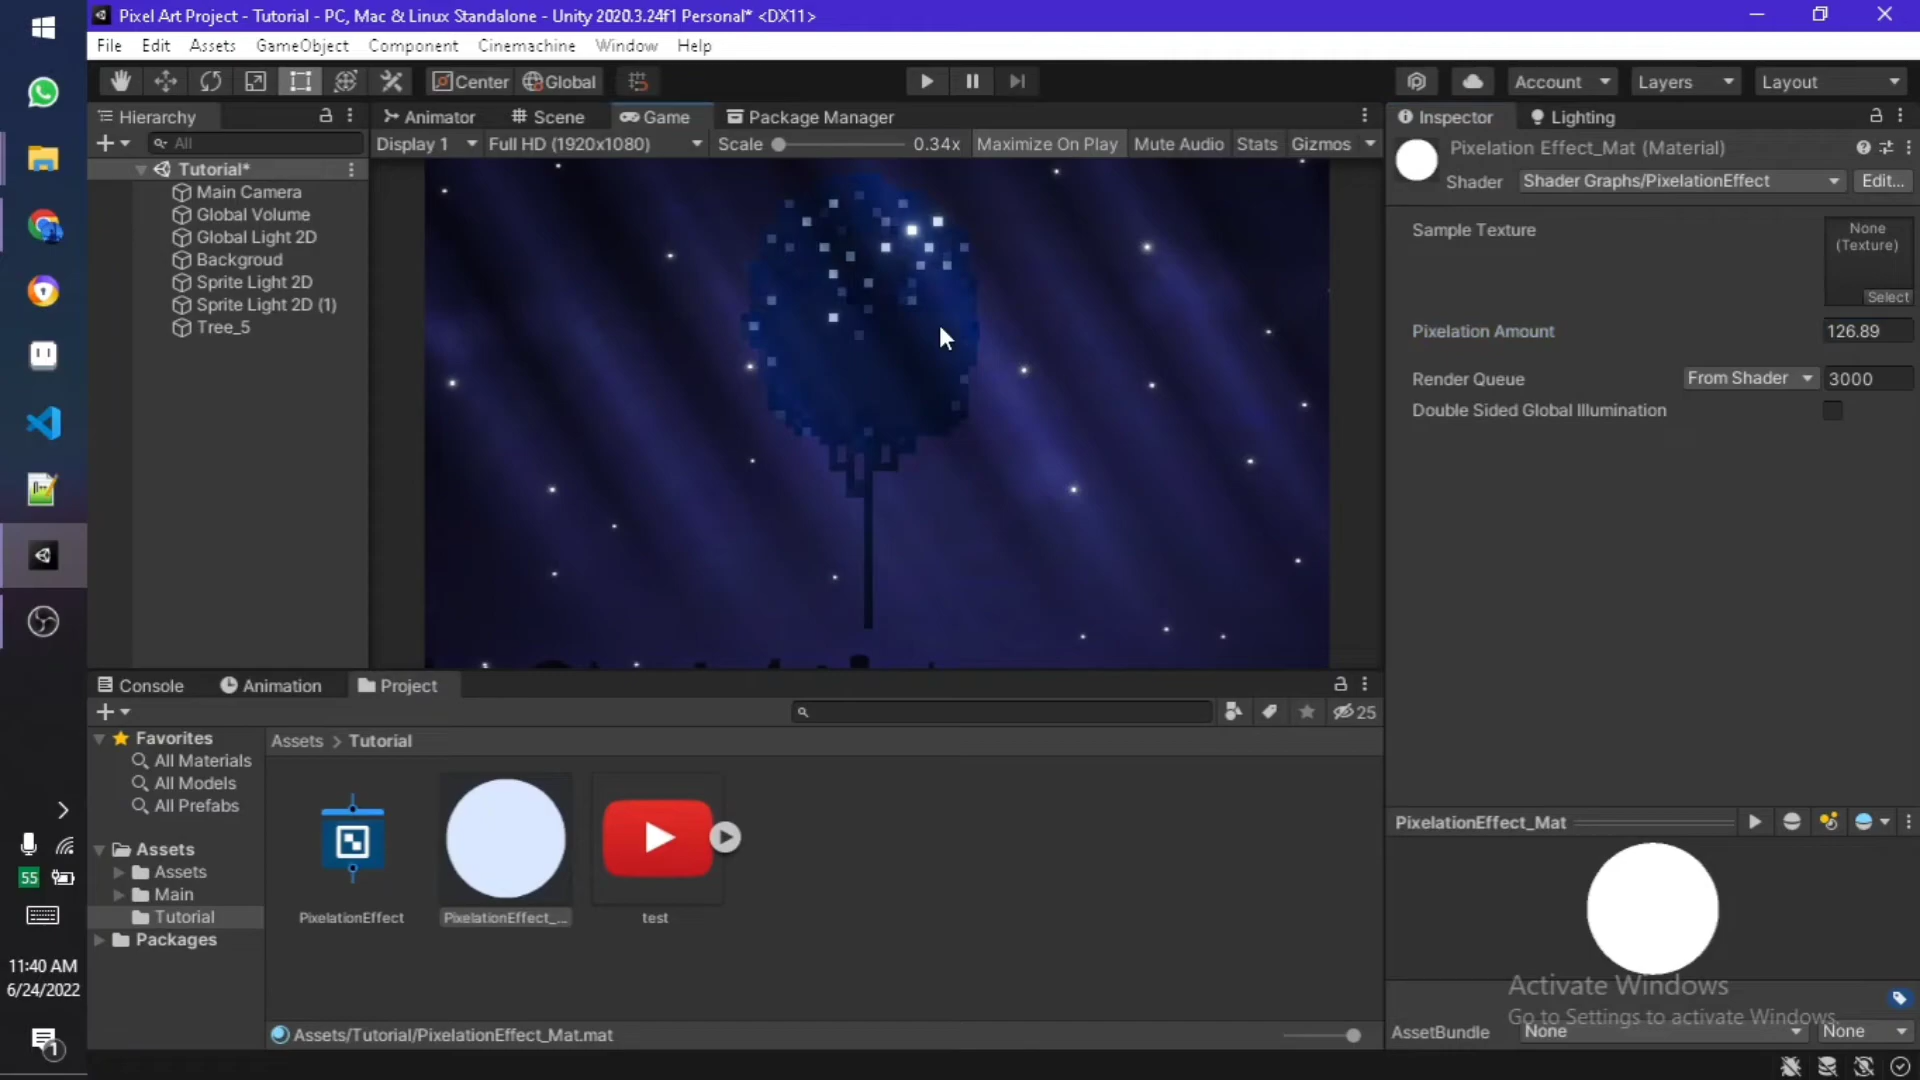 Pixel Art Project - Tutorial - PC, Mac & Linux Standalone - Unity 2020.3.24f1 Personal* <DX11>
File Edit Assets GameObject Component Cinemachine Window Help
Center Global Account Layers Layout
Hierarchy
All
Tutorial*
Main Camera
Global Volume
Global Light 2D
Backgroud
Sprite Light 2D
Sprite Light 2D (1)
Tree_5
Animator Scene Game Package Manager
Display 1 Full HD (1920x1080) Scale 0.34x Maximize On Play Mute Audio Stats Gizmos
Inspector Lighting
Pixelation Effect_Mat (Material)
Shader Shader Graphs/PixelationEffect Edit...
Sample Texture
None
(Texture)
Select
Pixelation Amount 126.89
Render Queue From Shader 3000
Double Sided Global Illumination
Console Animation Project
25
Favorites
All Materials
All Models
All Prefabs
Assets
Assets
Main
Tutorial
Packages
Assets > Tutorial
PixelationEffect
PixelationEffect_...
test
Assets/Tutorial/PixelationEffect_Mat.mat
PixelationEffect_Mat
Activate Windows
Go to Settings to activate Windows.
AssetBundle None None
55
11:40 AM
6/24/2022
1